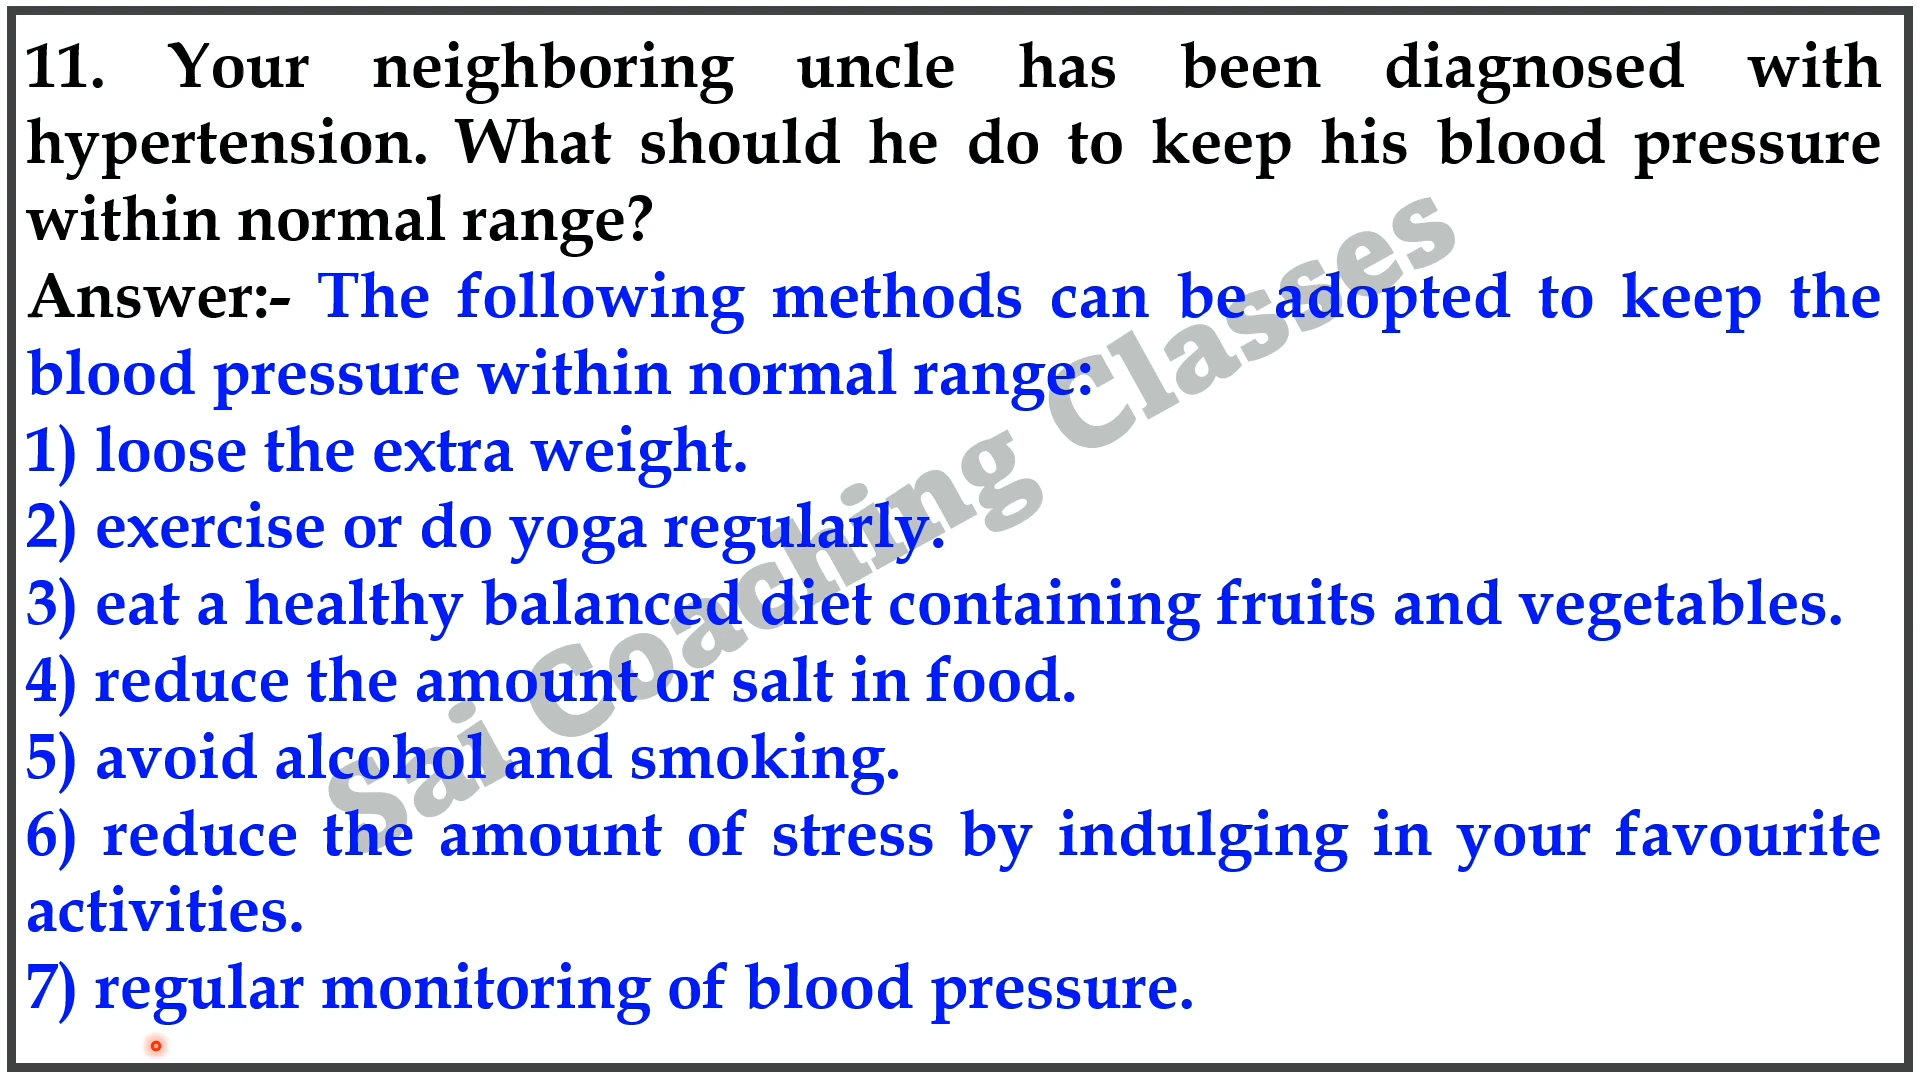 11. Your neighboring uncle has been diagnosed with
hypertension. What should he do to keep his blood pressure
within normal range?
Answer:- The following methods can be adopted to keep the
blood pressure within normal range:
1) loose the extra weight.
2) exercise or do yoga regularly.
3) eat a healthy balanced diet containing fruits and vegetables.
4) reduce the amount or salt in food.
5) avoid alcohol and smoking.
6) reduce the amount of stress by indulging in your favourite
activities.
7) regular monitoring of blood pressure.
Sai Coaching Classes